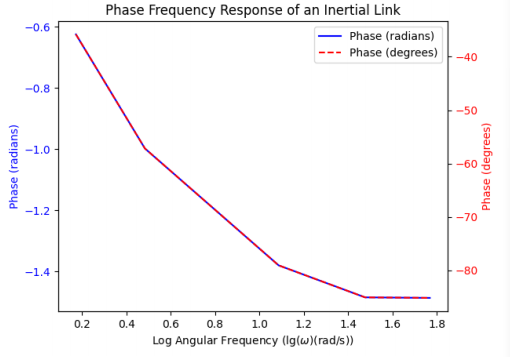 Phase Frequency Response of an Inertial Link
Phase (radians)
Phase (degrees)
−0.6
−0.8
−1.0
−1.2
−1.4
Phase (radians)
−40
−50
−60
−70
−80
Phase (degrees)
0.2 0.4 0.6 0.8 1.0 1.2 1.4 1.6 1.8
Log Angular Frequency (lg(ω)(rad/s))